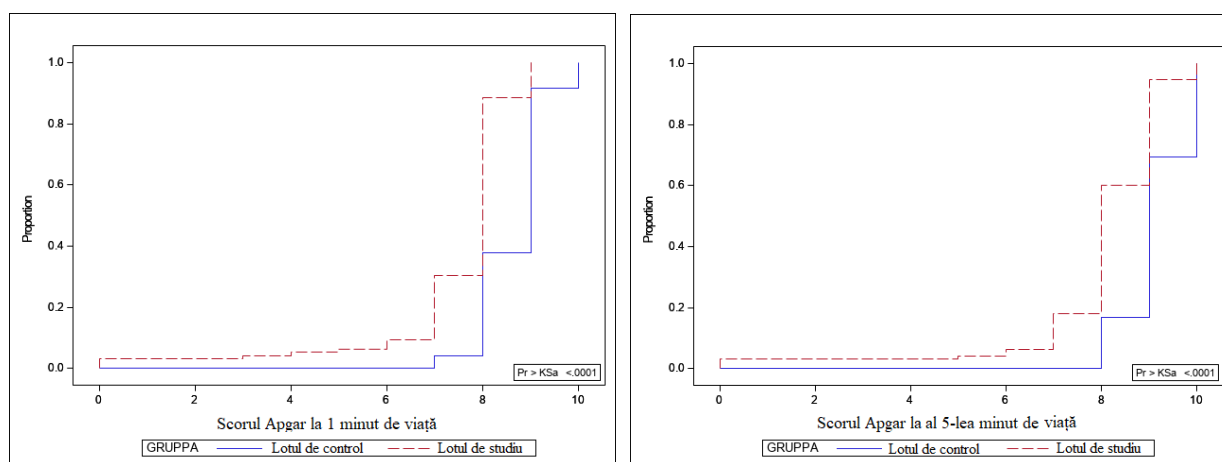 1.0
0.8
0.6
0.4
0.2
0.0
Proportion
0 2 4 6 8 10
Pr > KSa <.0001
Scorul Apgar la 1 minut de viață
GRUPPA Lotul de control Lotul de studiu
1.0
0.8
0.6
0.4
0.2
0.0
Proportion
0 2 4 6 8 10
Pr > KSa <.0001
Scorul Apgar la al 5-lea minut de viață
GRUPPA Lotul de control Lotul de studiu